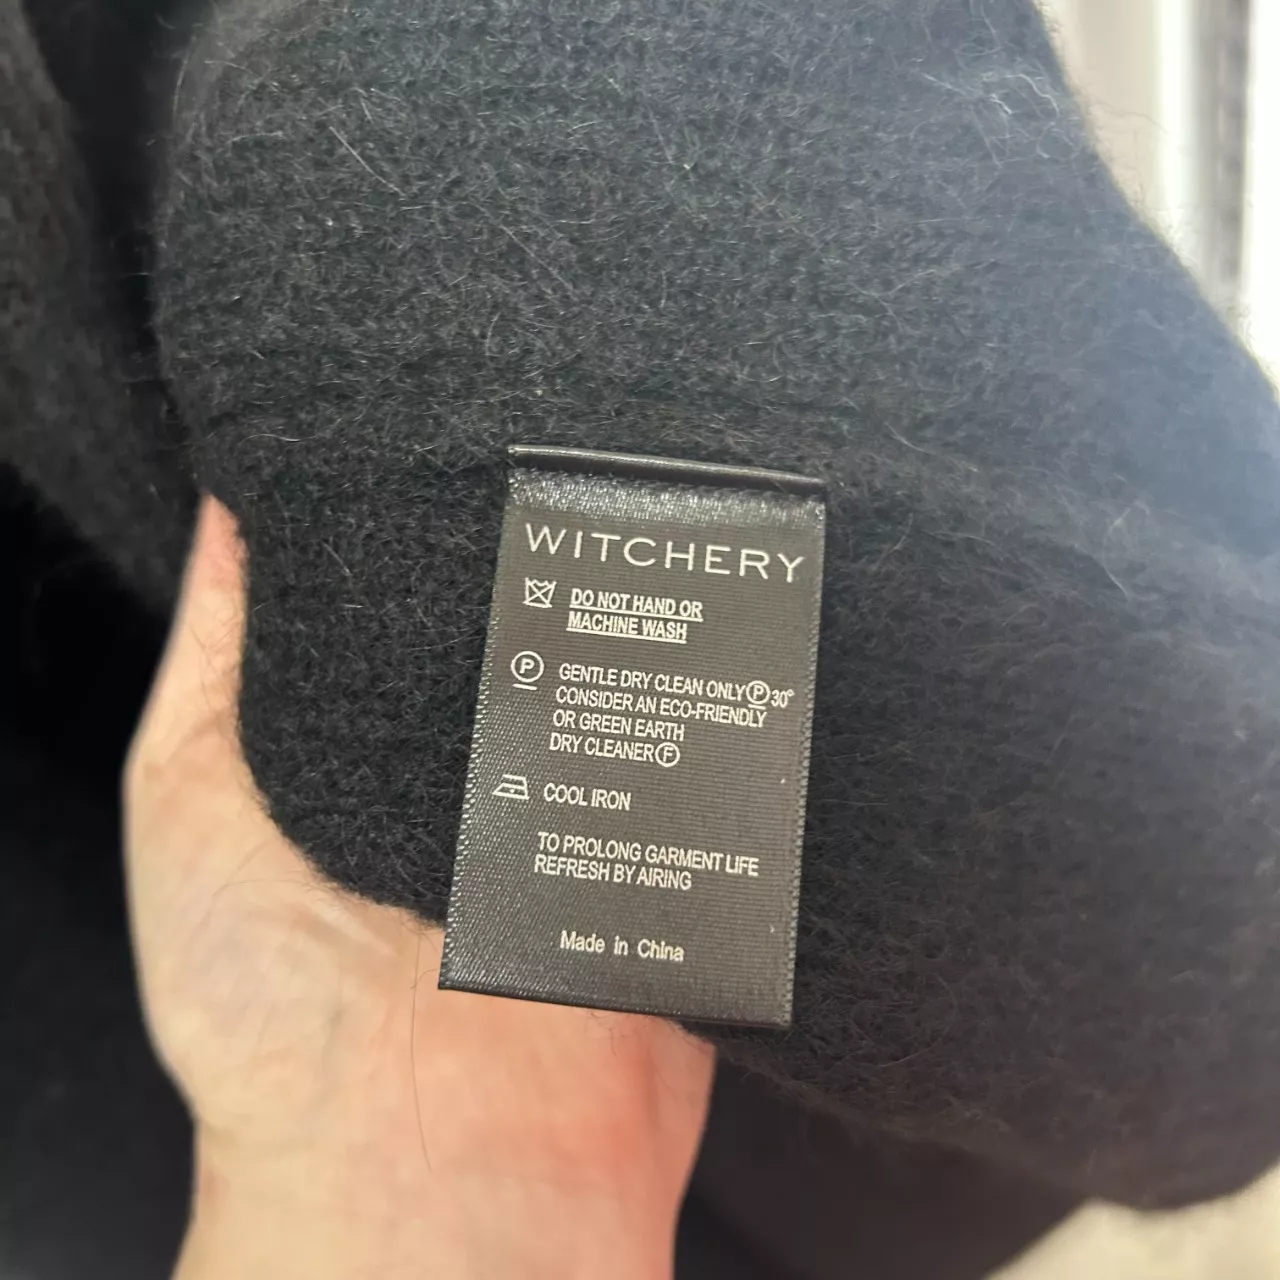 WITCHERY
DO NOT HAND OR
MACHINE WASH
P
GENTLE DRY CLEAN ONLY P 30°
CONSIDER AN ECO-FRIENDLY
OR GREEN EARTH
DRY CLEANER F
COOL IRON
TO PROLONG GARMENT LIFE
REFRESH BY AIRING
Made in China